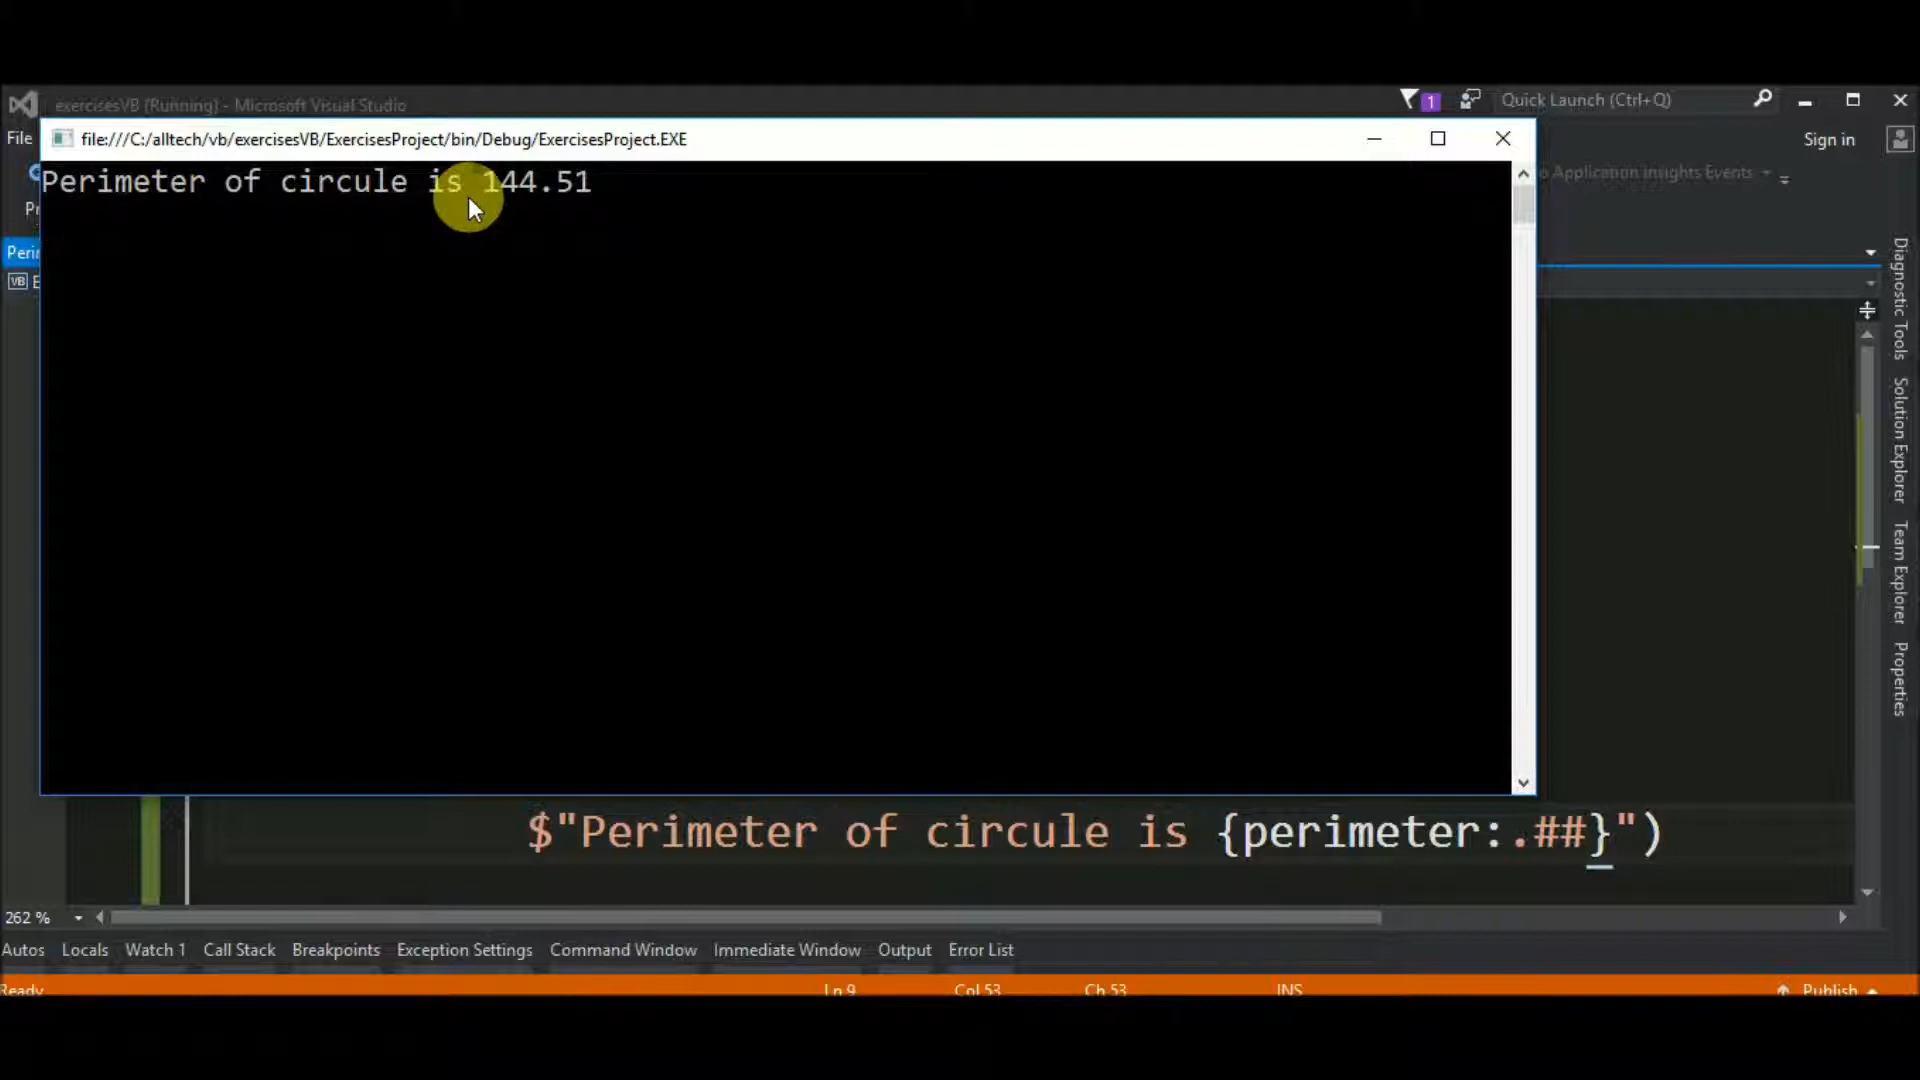 exercisesVB (Running) - Microsoft Visual Studio
1
Quick Launch (Ctrl+Q)
File
file:///C:/alltech/vb/exercisesVB/ExercisesProject/bin/Debug/ExercisesProject.EXE
Sign in
Perimeter of circule is 144.51
Application Insights Events
VB
Diagnostic Tools
Solution Explorer
Team Explorer
Properties
$"Perimeter of circule is {perimeter:.##}")
262 %
Autos Locals Watch 1 Call Stack Breakpoints Exception Settings Command Window Immediate Window Output Error List
Ready Ln 9 Col 53 Ch 53 INS Publish